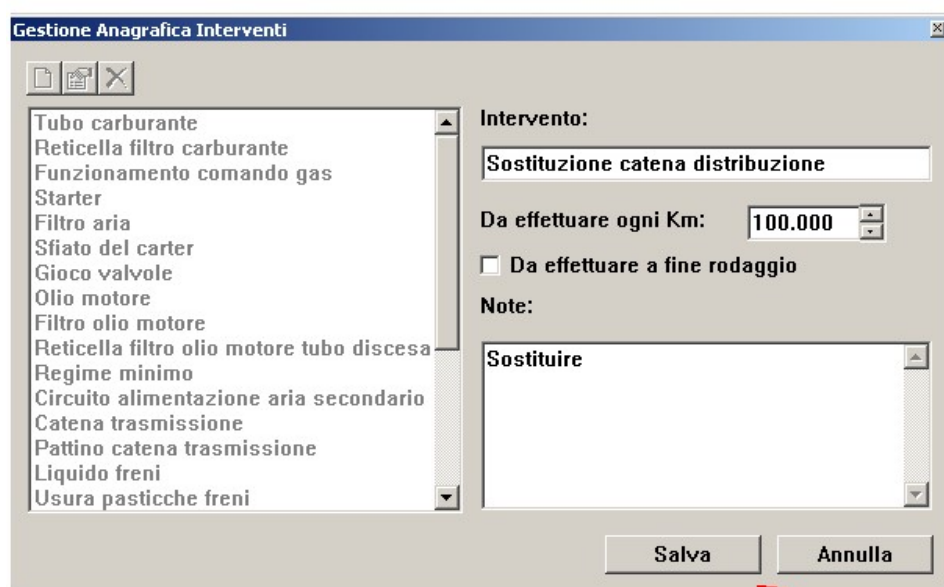 Gestione Anagrafica Interventi
Tubo carburante
Reticella filtro carburante
Funzionamento comando gas
Starter
Filtro aria
Sfiato del carter
Gioco valvole
Olio motore
Filtro olio motore
Reticella filtro olio motore tubo discesa
Regime minimo
Circuito alimentazione aria secondario
Catena trasmissione
Pattino catena trasmissione
Liquido freni
Usura pasticche freni
Intervento:
Sostituzione catena distribuzione
Da effettuare ogni Km: 100.000
Da effettuare a fine rodaggio
Note:
Sostituire
Salva Annulla